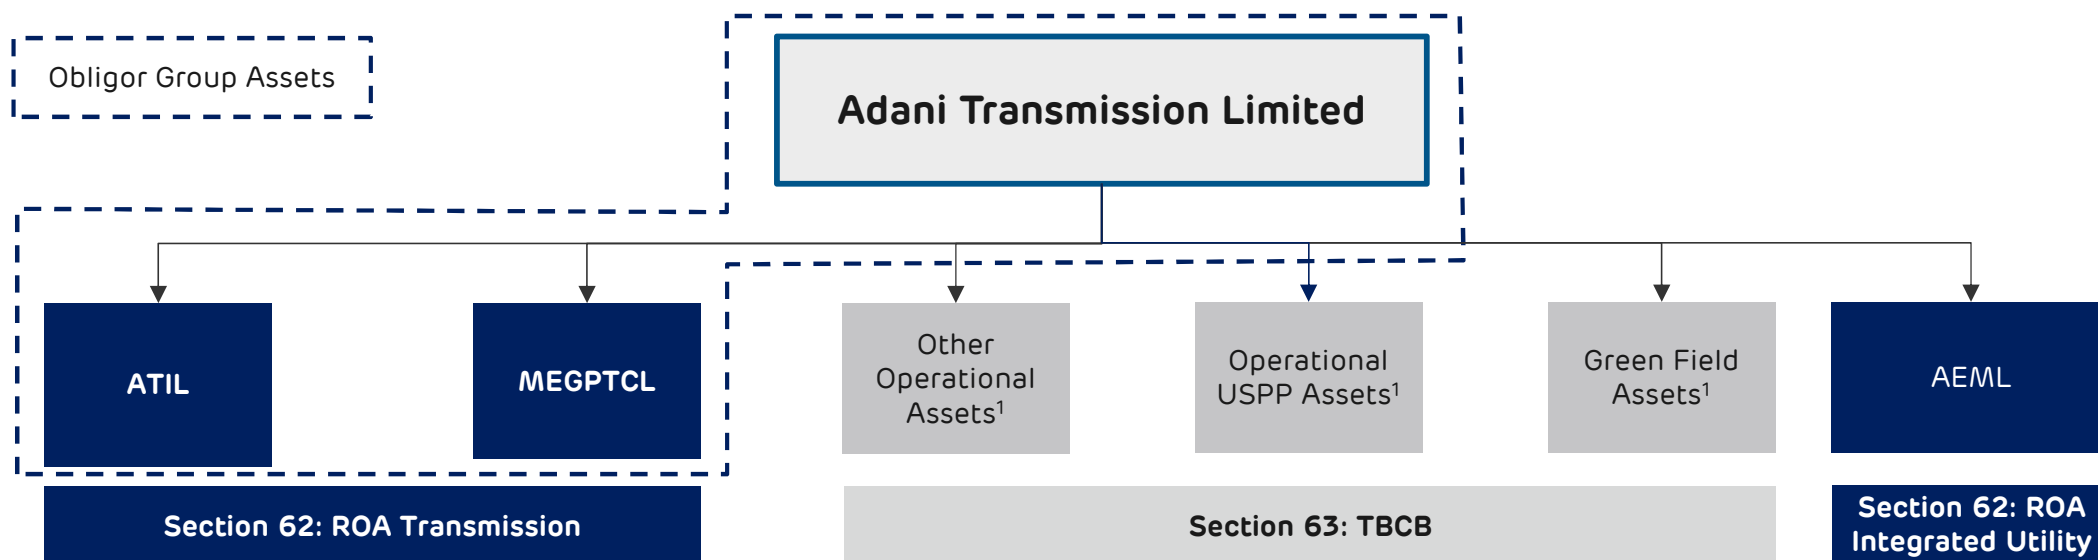 Obligor Group Assets
Adani Transmission Limited
ATIL
MEGPTCL
Other
Operational
Assets¹
Operational
USPP Assets¹
Green Field
Assets¹
AEML
Section 62: ROA Transmission
Section 63: TBCB
Section 62: ROA
Integrated Utility